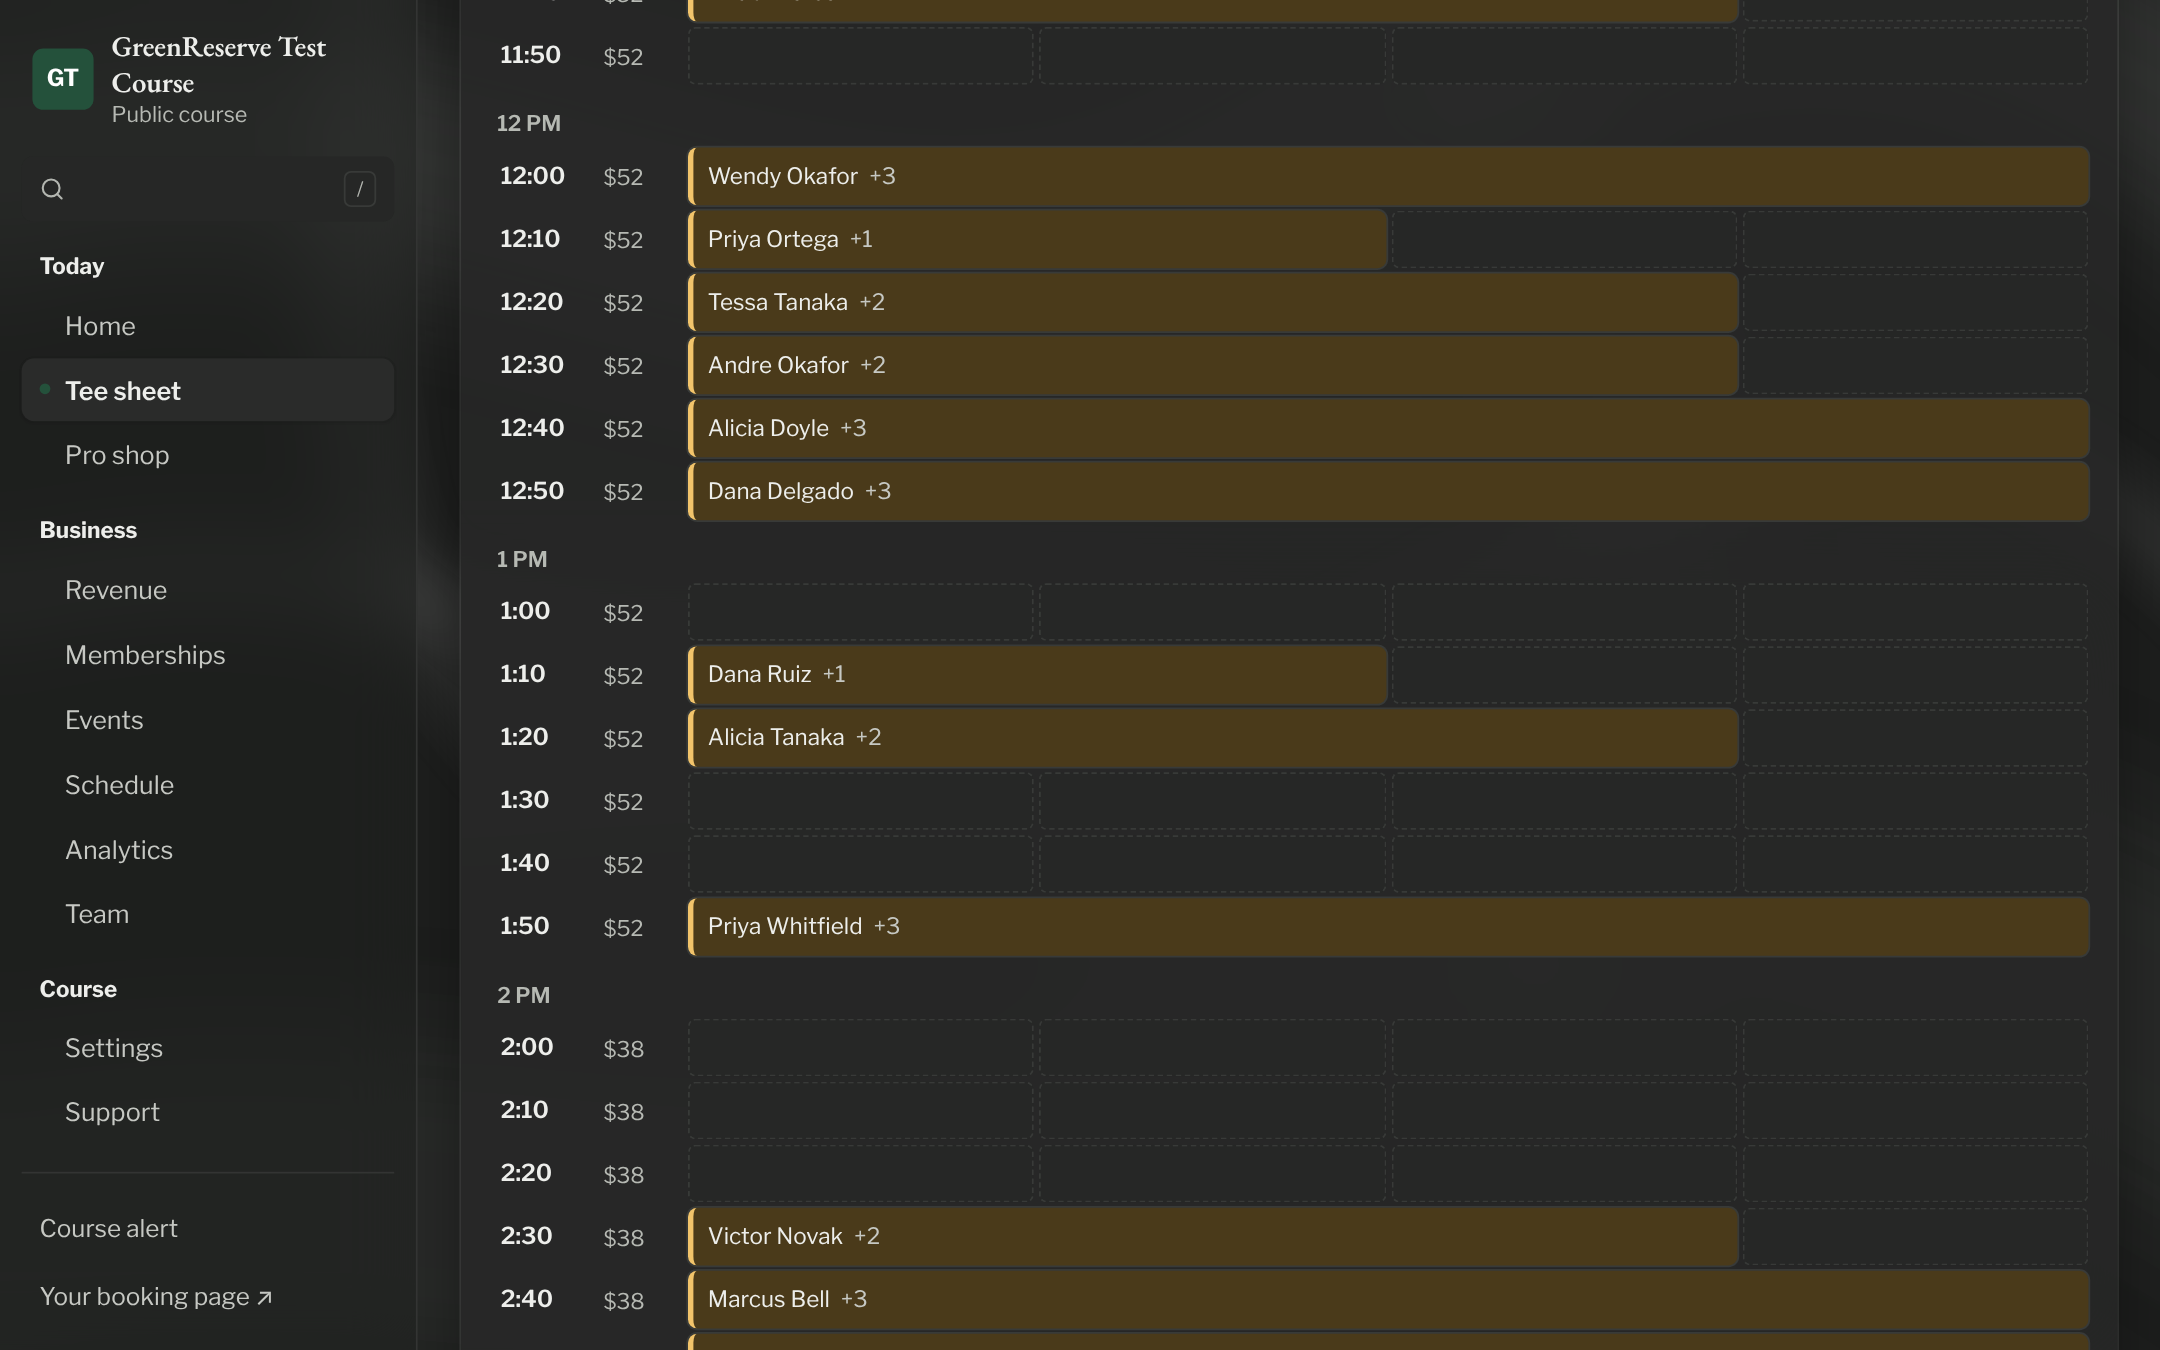 GT
GreenReserve Test
Course
Public course
/
Today
Home
Tee sheet
Pro shop
Business
Revenue
Memberships
Events
Schedule
Analytics
Team
Course
Settings
Support
Course alert
Your booking page ↗
11:50 $52
12 PM
12:00 $52 Wendy Okafor +3
12:10 $52 Priya Ortega +1
12:20 $52 Tessa Tanaka +2
12:30 $52 Andre Okafor +2
12:40 $52 Alicia Doyle +3
12:50 $52 Dana Delgado +3
1 PM
1:00 $52
1:10 $52 Dana Ruiz +1
1:20 $52 Alicia Tanaka +2
1:30 $52
1:40 $52
1:50 $52 Priya Whitfield +3
2 PM
2:00 $38
2:10 $38
2:20 $38
2:30 $38 Victor Novak +2
2:40 $38 Marcus Bell +3